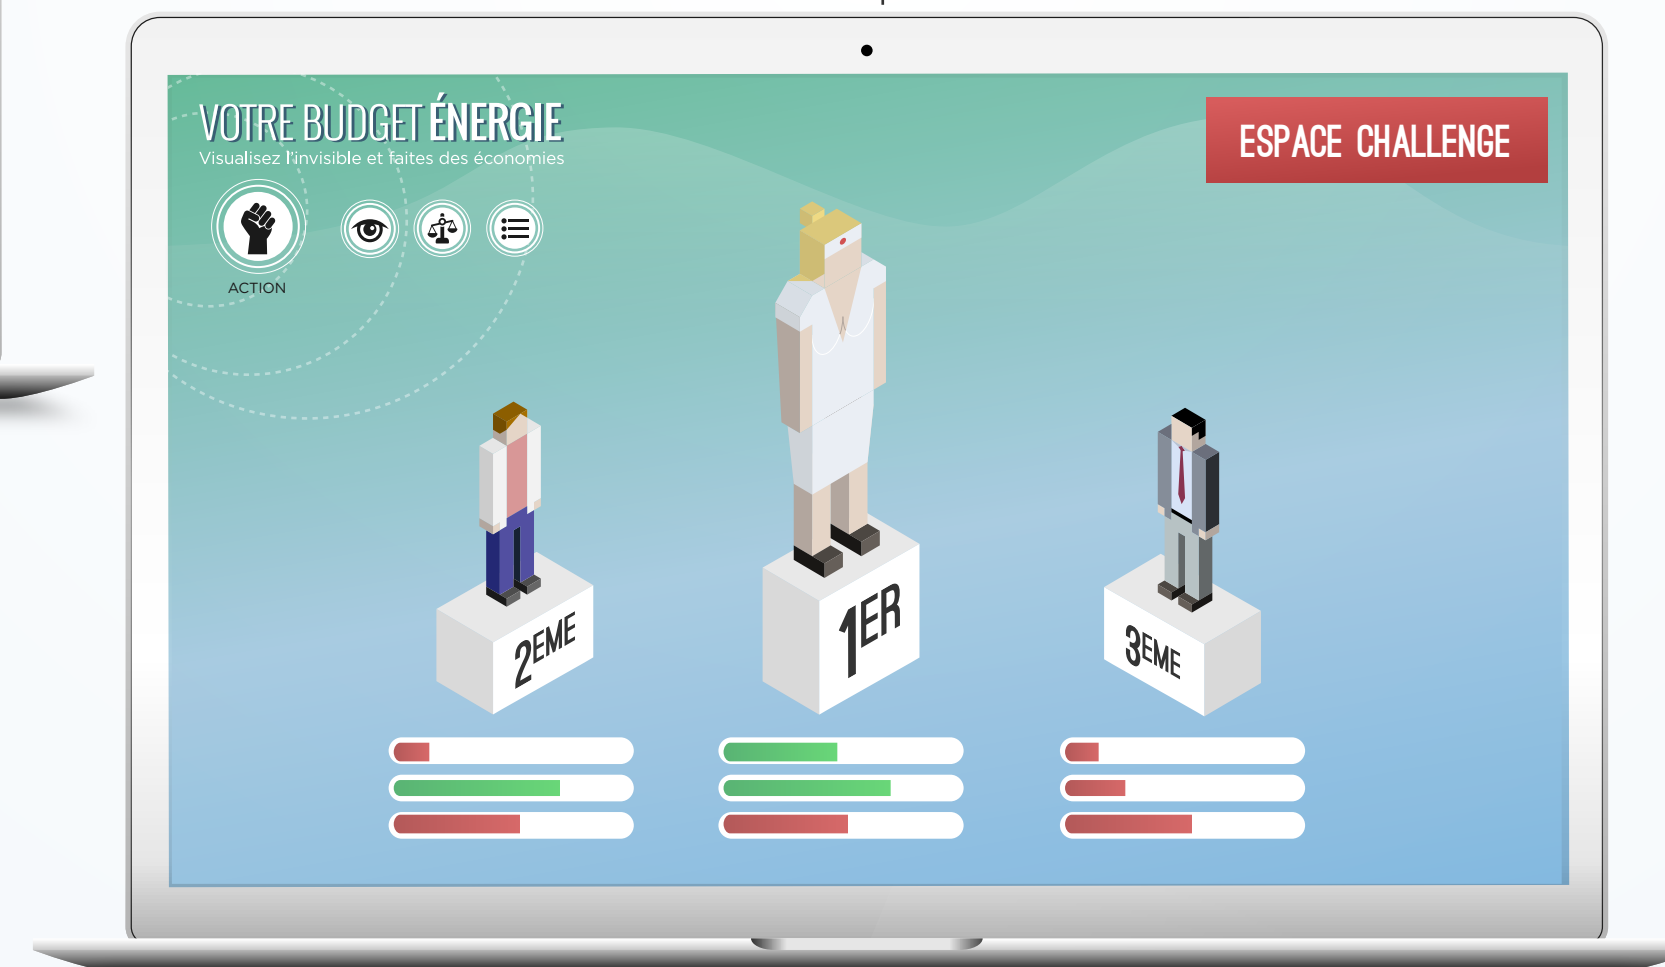 VOTRE BUDGET ÉNERGIE
Visualisez l'invisible et faites des économies
ESPACE CHALLENGE
ACTION
2EME
1ER
3EME